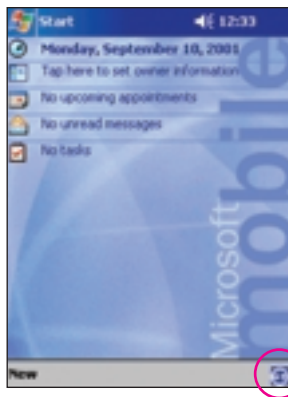 Start 12:33
Monday, September 10, 2001
Tap here to set owner information
No upcoming appointments
No unread messages
No tasks
Microsoft
mobile
New